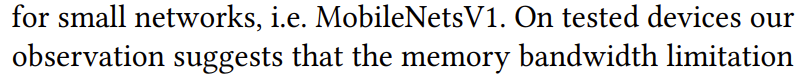 for small networks, i.e. MobileNetsV1. On tested devices our
observation suggests that the memory bandwidth limitation